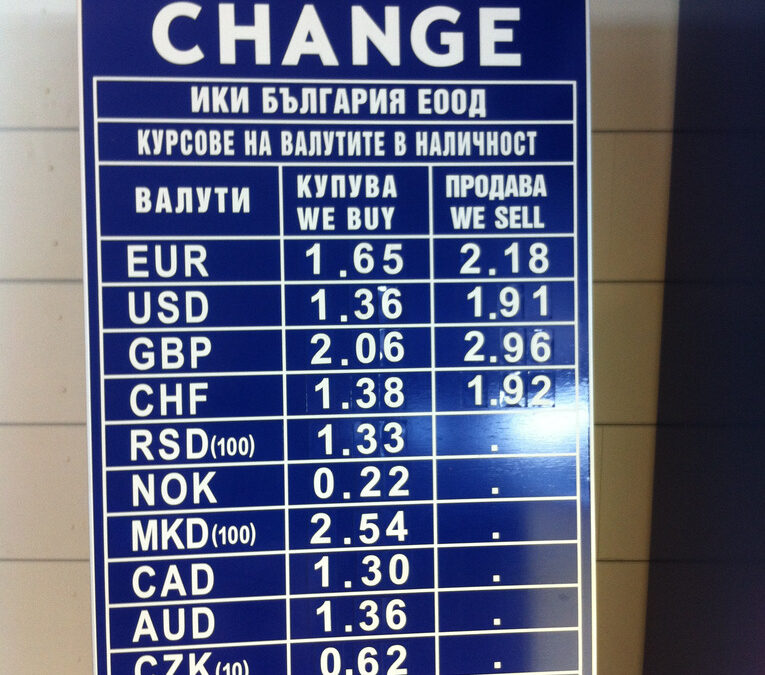 CHANGE
ИКИ БЪЛГАРИЯ ЕООД
КУРСОВЕ НА ВАЛУТИТЕ В НАЛИЧНОСТ
ВАЛУТИ КУПУВА WE BUY ПРОДАВА WE SELL
EUR 1.65 2.18
USD 1.36 1.91
GBP 2.06 2.96
CHF 1.38 1.92
RSD(100) 1.33 .
NOK 0.22 .
MKD(100) 2.54 .
CAD 1.30 .
AUD 1.36 .
CZK(10) 0.62 .